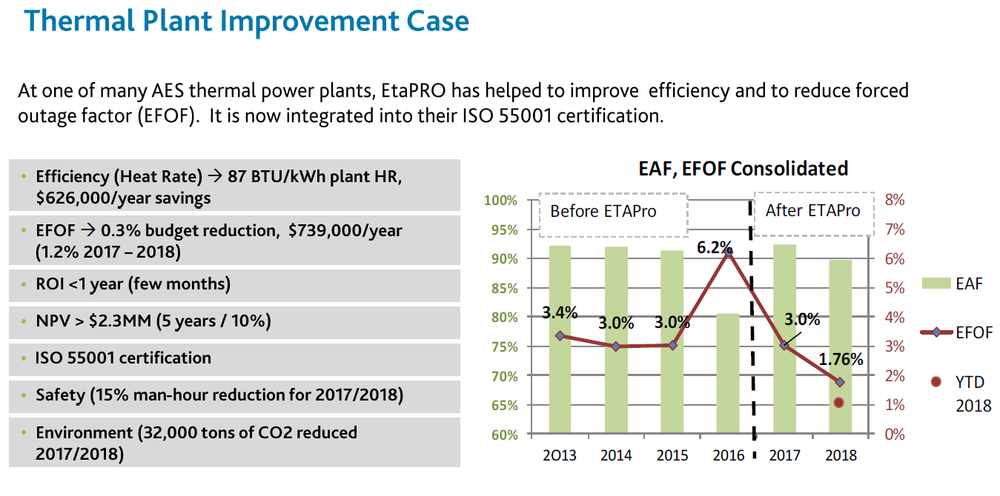 Thermal Plant Improvement Case
At one of many AES thermal power plants, EtaPRO has helped to improve efficiency and to reduce forced
outage factor (EFOF). It is now integrated into their ISO 55001 certification.
• Efficiency (Heat Rate) → 87 BTU/kWh plant HR,
$626,000/year savings
• EFOF → 0.3% budget reduction, $739,000/year
(1.2% 2017 – 2018)
• ROI <1 year (few months)
• NPV > $2.3MM (5 years / 10%)
• ISO 55001 certification
• Safety (15% man-hour reduction for 2017/2018)
• Environment (32,000 tons of CO2 reduced
2017/2018)
EAF, EFOF Consolidated
Before ETAPro
After ETAPro
100%
95%
90%
85%
80%
75%
70%
65%
60%
3.4%
3.0%
3.0%
6.2%
3.0%
1.76%
8%
7%
6%
5%
4%
3%
2%
1%
0%
2013 2014 2015 2016 2017 2018
EAF
EFOF
YTD
2018